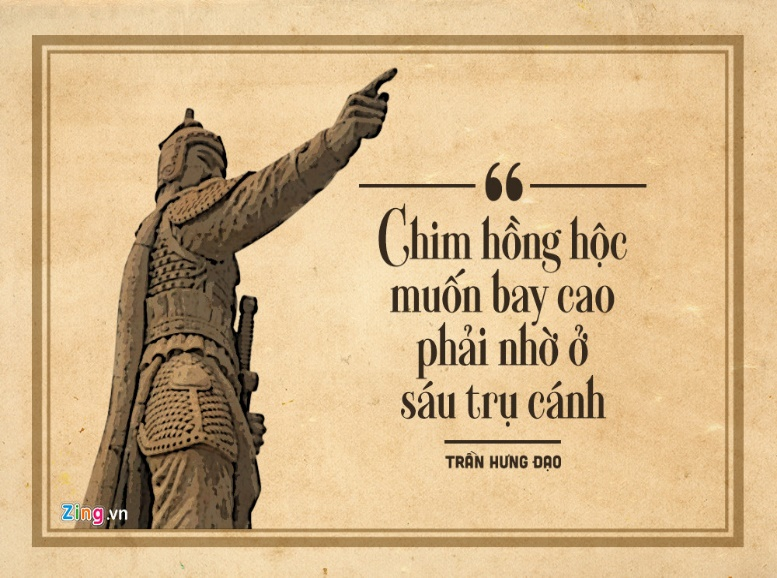 “
Chim hồng hộc
muốn bay cao
phải nhờ ở
sáu trụ cánh
TRẦN HƯNG ĐẠO
Zing.vn